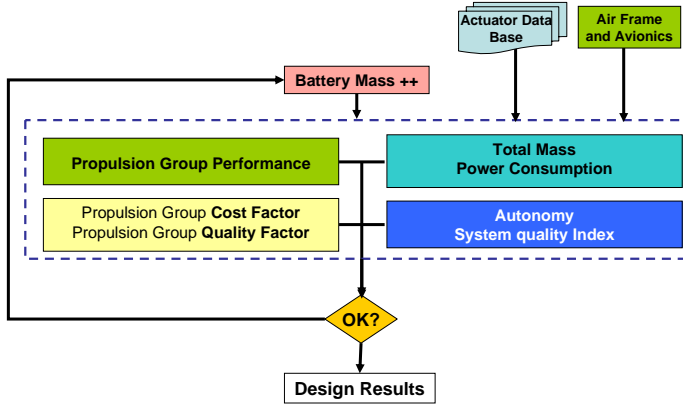 Actuator Data
Base
Air Frame
and Avionics
Battery Mass ++
Propulsion Group Performance
Total Mass
Power Consumption
Propulsion Group Cost Factor
Propulsion Group Quality Factor
Autonomy
System quality Index
OK?
Design Results